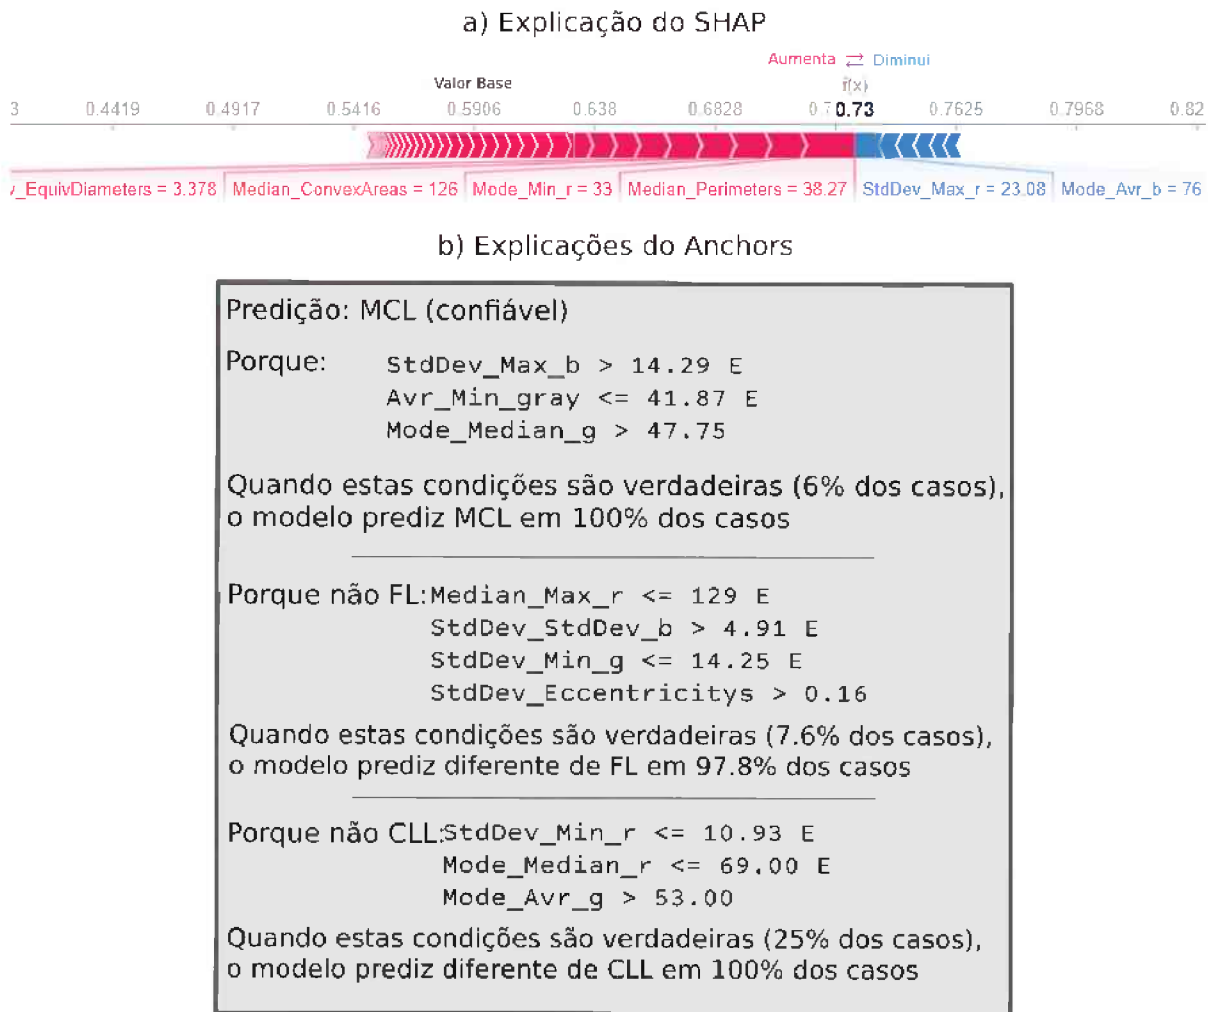 a) Explicação do SHAP
Aumenta ⇄ Diminui
Valor Base f(x)
3 0.4419 0.4917 0.5416 0.5906 0.638 0.6828 0.73 0.7625 0.7968 0.82
_EquivDiameters = 3.378 Median_ConvexAreas = 126 Mode_Min_r = 33 Median_Perimeters = 38.27 StdDev_Max_r = 23.08 Mode_Avr_b = 76
b) Explicações do Anchors
Predição: MCL (confiável)
Porque: StdDev_Max_b > 14.29 E
Avr_Min_gray <= 41.87 E
Mode_Median_g > 47.75
Quando estas condições são verdadeiras (6% dos casos),
o modelo prediz MCL em 100% dos casos
Porque não FL:Median_Max_r <= 129 E
StdDev_StdDev_b > 4.91 E
StdDev_Min_g <= 14.25 E
StdDev_Eccentricitys > 0.16
Quando estas condições são verdadeiras (7.6% dos casos),
o modelo prediz diferente de FL em 97.8% dos casos
Porque não CLL:StdDev_Min_r <= 10.93 E
Mode_Median_r <= 69.00 E
Mode_Avr_g > 53.00
Quando estas condições são verdadeiras (25% dos casos),
o modelo prediz diferente de CLL em 100% dos casos